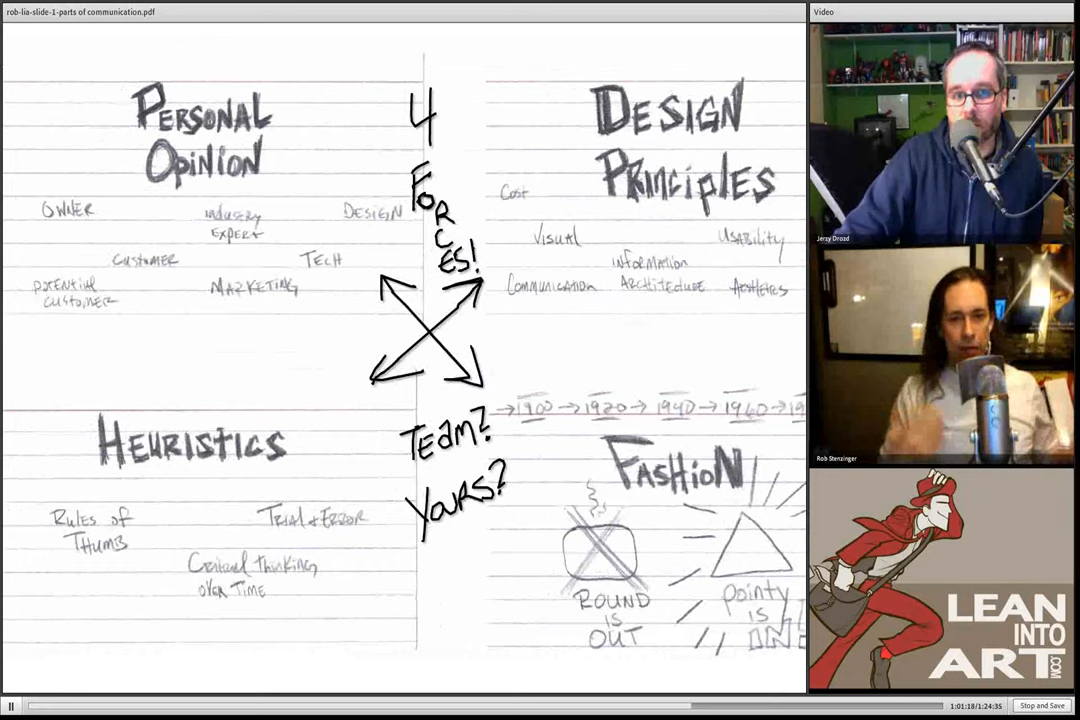 rob-lia-slide-1-parts of communication.pdf
Video
PERSONAL
OPINION
OWNER
INDUSTRY
EXPERT
DESIGN
CUSTOMER
TECH
POTENTIAL
CUSTOMER
MARKETING
4
FORCES!
DESIGN
PRINCIPLES
Cost
VISUAL
USABILITY
INFORMATION
Communication
ARCHITECTURE
AESTHETICS
HEURISTICS
RULES OF
THUMB
TRIAL & ERROR
Critical thinking
OVER TIME
TEAM?
YOURS?
→1900→1920→1940→1960→19
FASHION
ROUND
IS
OUT
POINTY
IS
IN
Jerzy Drozd
Rob Stenzinger
LEAN
INTO
ART
.COM
1:01:18/1:24:35
Stop and Save